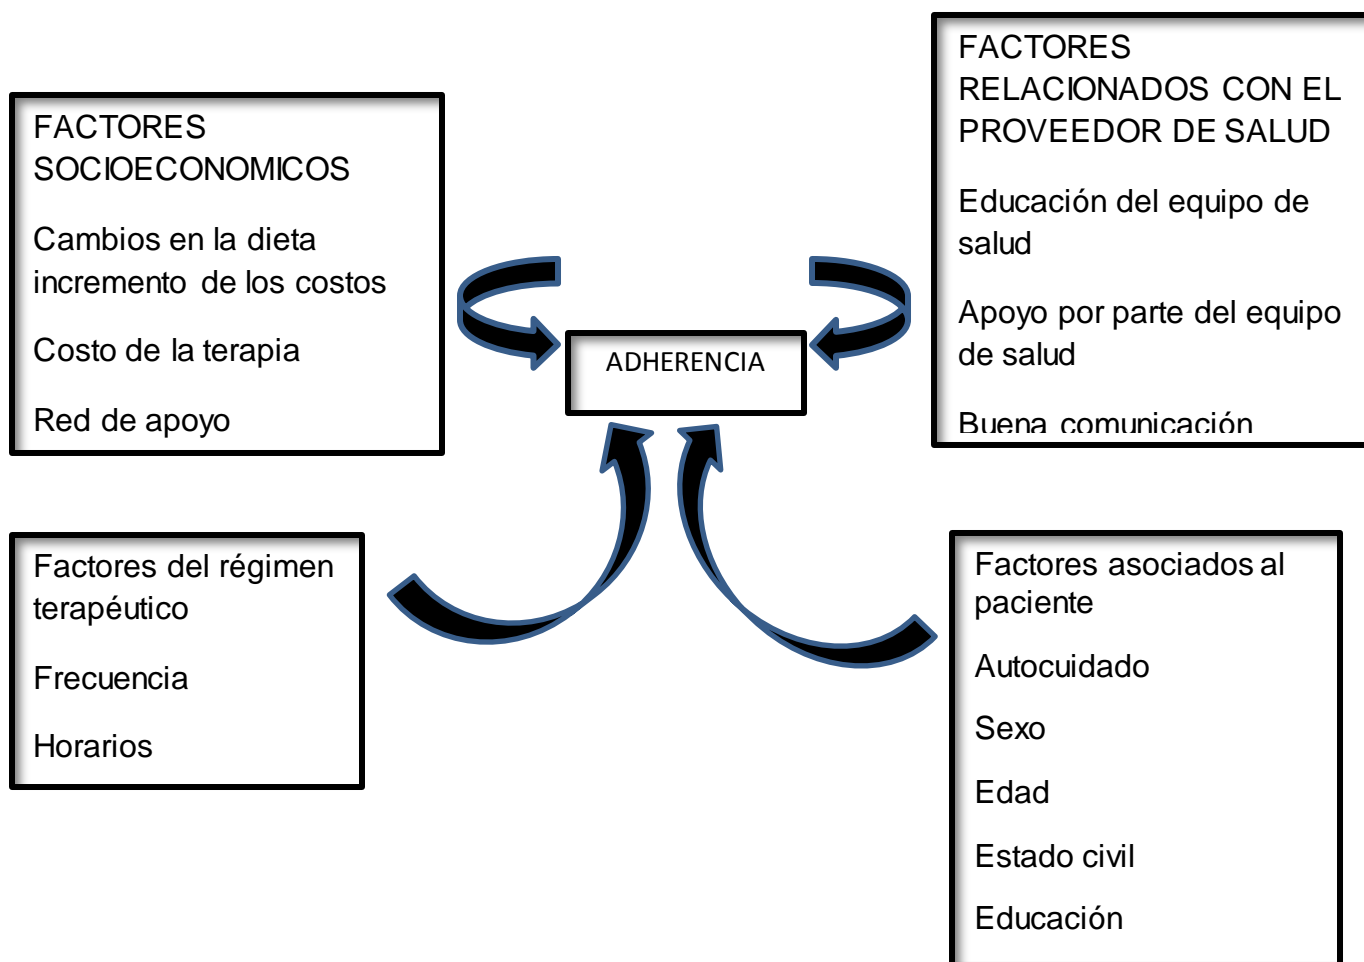 FACTORES
SOCIOECONOMICOS
Cambios en la dieta
incremento de los costos
Costo de la terapia
Red de apoyo
FACTORES
RELACIONADOS CON EL
PROVEEDOR DE SALUD
Educación del equipo de
salud
Apoyo por parte del equipo
de salud
Buena comunicación
ADHERENCIA
Factores del régimen
terapéutico
Frecuencia
Horarios
Factores asociados al
paciente
Autocuidado
Sexo
Edad
Estado civil
Educación